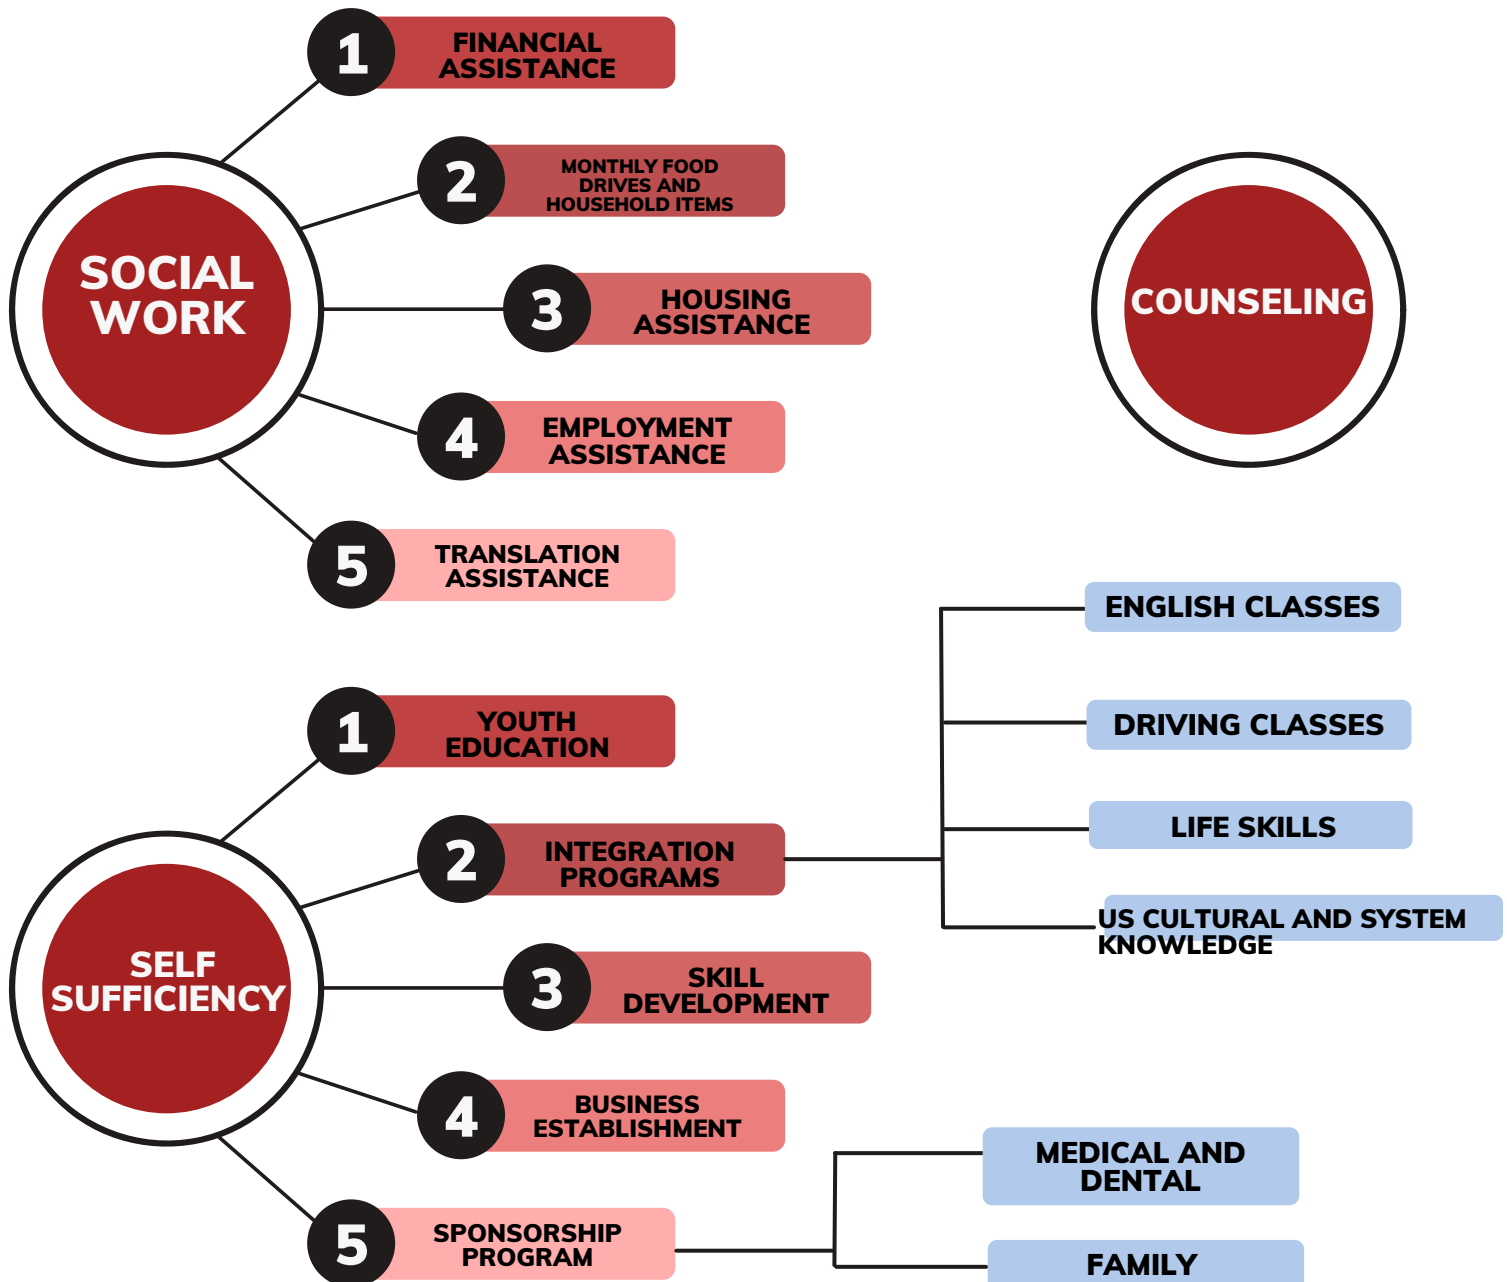 SOCIAL
WORK
1
FINANCIAL
ASSISTANCE
2
MONTHLY FOOD
DRIVES AND
HOUSEHOLD ITEMS
3
HOUSING
ASSISTANCE
4
EMPLOYMENT
ASSISTANCE
5
TRANSLATION
ASSISTANCE
COUNSELING
SELF
SUFFICIENCY
1
YOUTH
EDUCATION
2
INTEGRATION
PROGRAMS
ENGLISH CLASSES
DRIVING CLASSES
LIFE SKILLS
US CULTURAL AND SYSTEM
KNOWLEDGE
3
SKILL
DEVELOPMENT
4
BUSINESS
ESTABLISHMENT
5
SPONSORSHIP
PROGRAM
MEDICAL AND
DENTAL
FAMILY